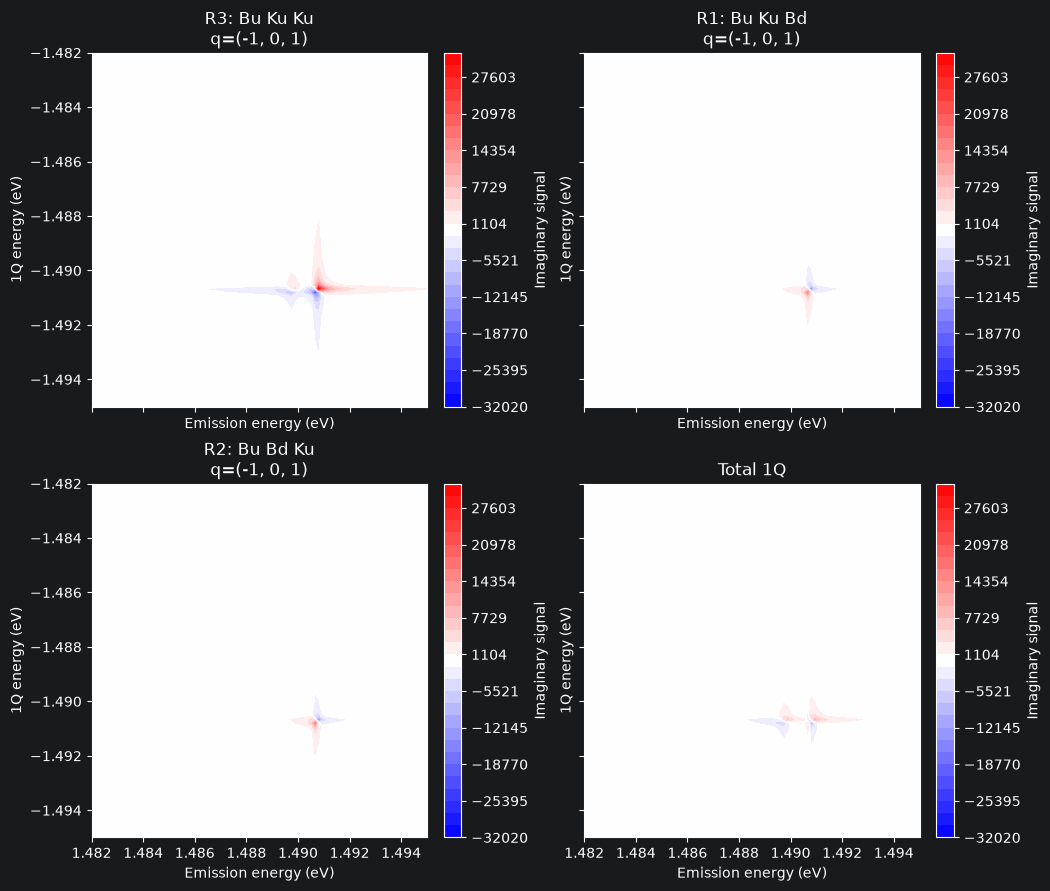 R3: Bu Ku Ku
q=(-1, 0, 1)
−1.482
−1.484
−1.486
−1.488
−1.490
−1.492
−1.494
1Q energy (eV)
Emission energy (eV)
27603
20978
14354
7729
1104
−5521
−12145
−18770
−25395
−32020
Imaginary signal
R1: Bu Ku Bd
q=(-1, 0, 1)
1Q energy (eV)
Emission energy (eV)
27603
20978
14354
7729
1104
−5521
−12145
−18770
−25395
−32020
Imaginary signal
R2: Bu Bd Ku
q=(-1, 0, 1)
−1.482
−1.484
−1.486
−1.488
−1.490
−1.492
−1.494
1Q energy (eV)
1.482 1.484 1.486 1.488 1.490 1.492 1.494
Emission energy (eV)
27603
20978
14354
7729
1104
−5521
−12145
−18770
−25395
−32020
Imaginary signal
Total 1Q
1Q energy (eV)
1.482 1.484 1.486 1.488 1.490 1.492 1.494
Emission energy (eV)
27603
20978
14354
7729
1104
−5521
−12145
−18770
−25395
−32020
Imaginary signal